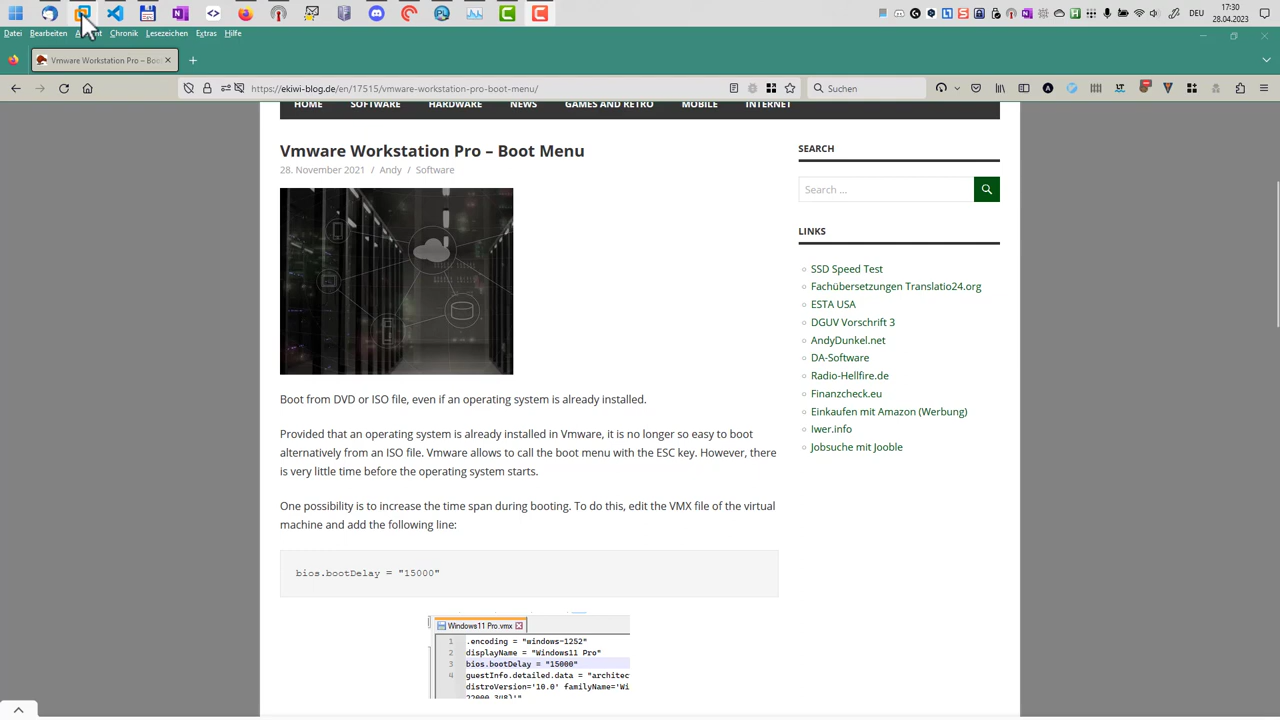 DEU
17:30
28.04.2023
Datei Bearbeiten Chronik Lesezeichen Extras Hilfe
Vmware Workstation Pro – Boo
https://ekiwi-blog.de/en/17515/vmware-workstation-pro-boot-menu/
Suchen
HOME SOFTWARE HARDWARE NEWS GAMES AND RETRO MOBILE INTERNET
Vmware Workstation Pro – Boot Menu
28. November 2021 / Andy / Software
Boot from DVD or ISO file, even if an operating system is already installed.
Provided that an operating system is already installed in Vmware, it is no longer so easy to boot
alternatively from an ISO file. Vmware allows to call the boot menu with the ESC key. However, there
is very little time before the operating system starts.
One possibility is to increase the time span during booting. To do this, edit the VMX file of the virtual
machine and add the following line:
bios.bootDelay = "15000"
Windows11 Pro.vmx
1 .encoding = "windows-1252"
2 displayName = "Windows11 Pro"
3 bios.bootDelay = "15000"
4 guestInfo.detailed.data = "architec
distroVersion='10.0' familyName='Wi
SEARCH
Search …
LINKS
SSD Speed Test
Fachübersetzungen Translatio24.org
ESTA USA
DGUV Vorschrift 3
AndyDunkel.net
DA-Software
Radio-Hellfire.de
Finanzcheck.eu
Einkaufen mit Amazon (Werbung)
Iwer.info
Jobsuche mit Jooble